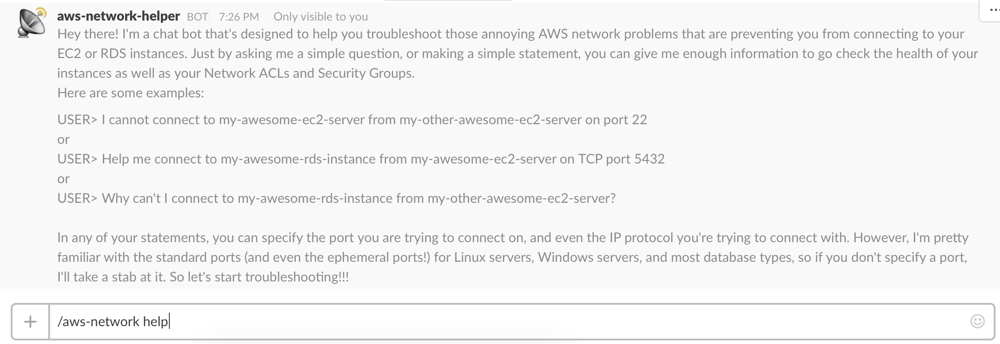 aws-network-helper BOT 7:26 PM Only visible to you
Hey there! I'm a chat bot that's designed to help you troubleshoot those annoying AWS network problems that are preventing you from connecting to your
EC2 or RDS instances. Just by asking me a simple question, or making a simple statement, you can give me enough information to go check the health of your
instances as well as your Network ACLs and Security Groups.
Here are some examples:
USER> I cannot connect to my-awesome-ec2-server from my-other-awesome-ec2-server on port 22
or
USER> Help me connect to my-awesome-rds-instance from my-awesome-ec2-server on TCP port 5432
or
USER> Why can't I connect to my-awesome-rds-instance from my-other-awesome-ec2-server?
In any of your statements, you can specify the port you are trying to connect on, and even the IP protocol you're trying to connect with. However, I'm pretty
familiar with the standard ports (and even the ephemeral ports!) for Linux servers, Windows servers, and most database types, so if you don't specify a port,
I'll take a stab at it. So let's start troubleshooting!!!
/aws-network help